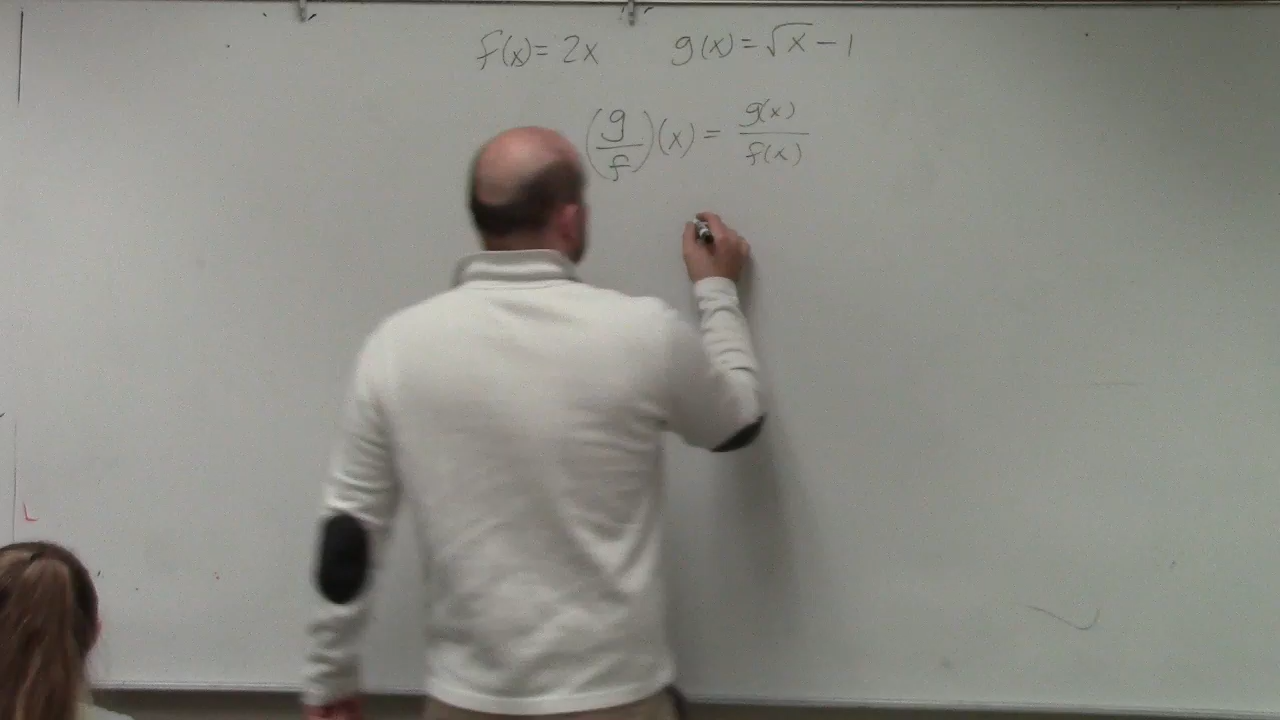 f(x)= 2x g(x)= √x - 1
(g/f)(x) = g(x)/f(x)